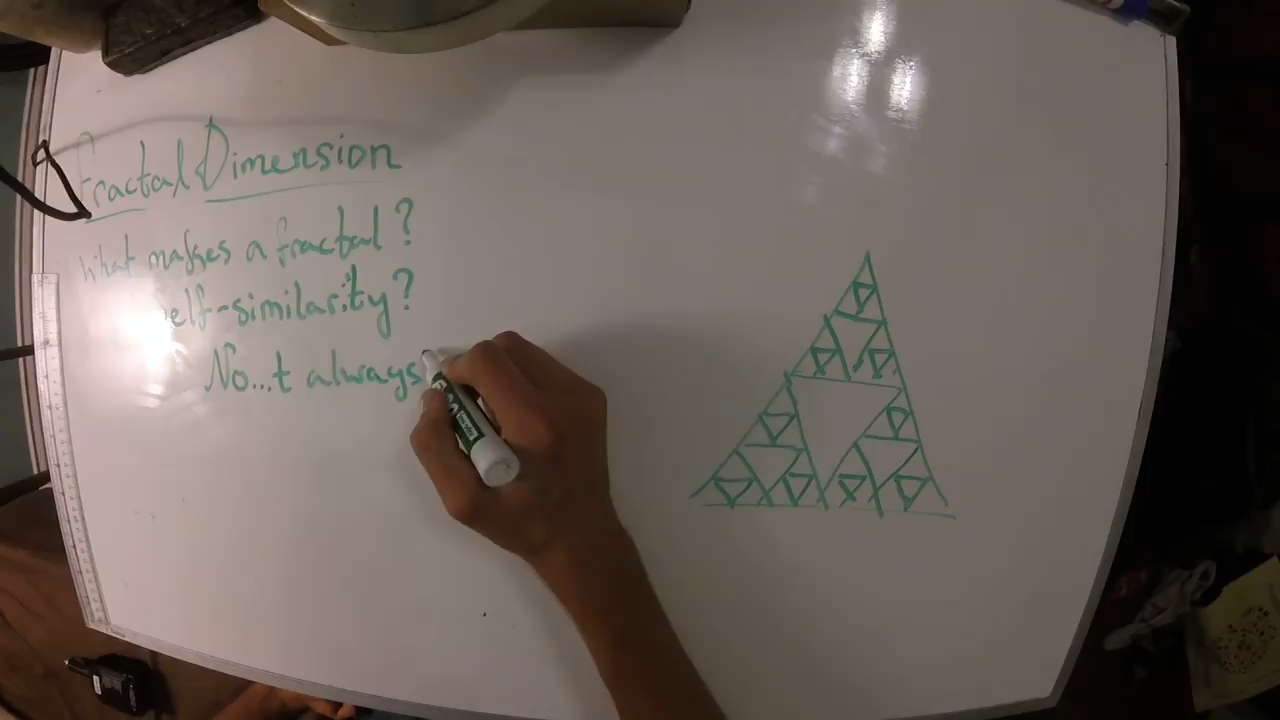 Fractal Dimension
What makes a fractal?
self-similarity?
No...t always